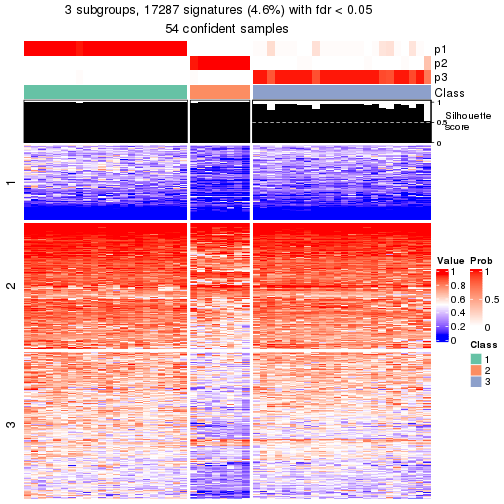 3 subgroups, 17287 signatures (4.6%) with fdr < 0.05
54 confident samples
p1
p2
p3
Class
1
0.5
0
Silhouette
score
1
2
3
Value
1
0.8
0.6
0.4
0.2
0
Prob
1
0.5
0
Class
1
2
3